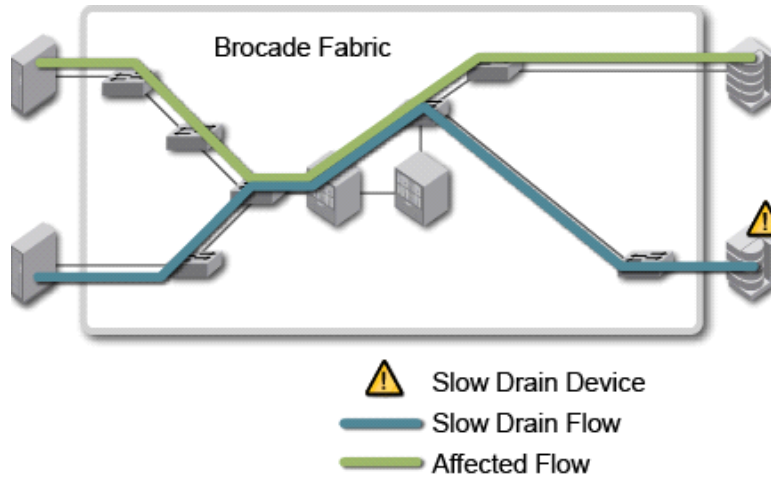 Brocade Fabric
Slow Drain Device
Slow Drain Flow
Affected Flow